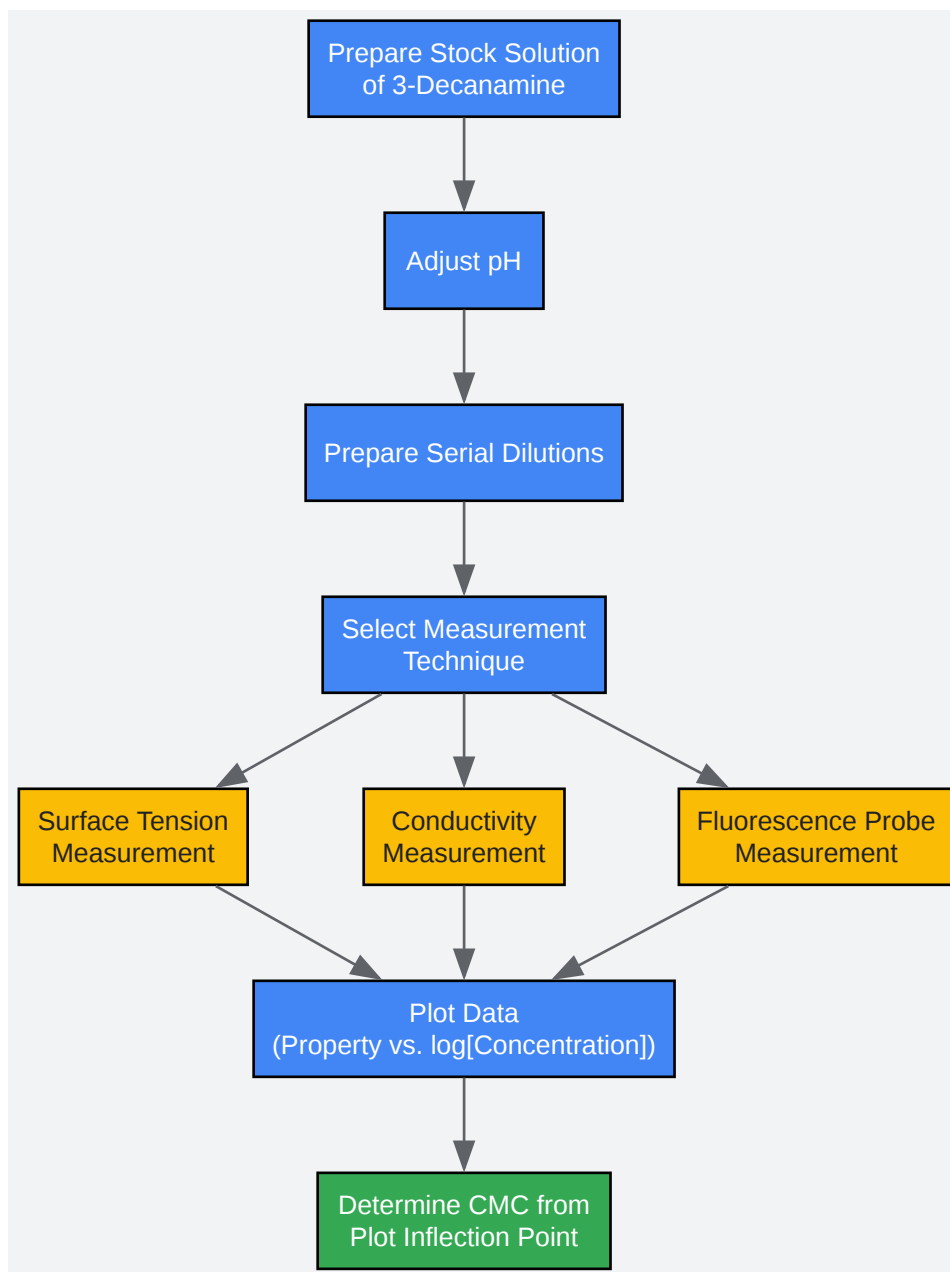 Prepare Stock Solution
of 3-Decanamine
Adjust pH
Prepare Serial Dilutions
Select Measurement
Technique
Surface Tension
Measurement
Conductivity
Measurement
Fluorescence Probe
Measurement
Plot Data
(Property vs. log[Concentration])
Determine CMC from
Plot Inflection Point